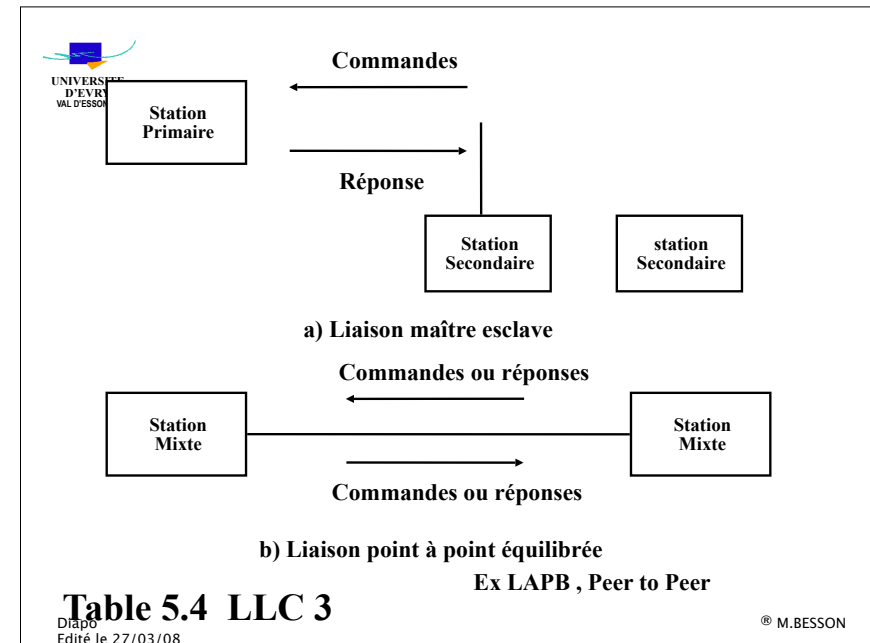 Commandes
UNIVERSITE
D'EVRY
VAL D'ESSON
Station
Primaire
Réponse
Station
Secondaire
station
Secondaire
a) Liaison maître esclave
Commandes ou réponses
Station
Mixte
Station
Mixte
Commandes ou réponses
b) Liaison point à point équilibrée
Ex LAPB , Peer to Peer
Table 5.4 LLC 3
Diapo
Edité le 27/03/08
® M.BESSON